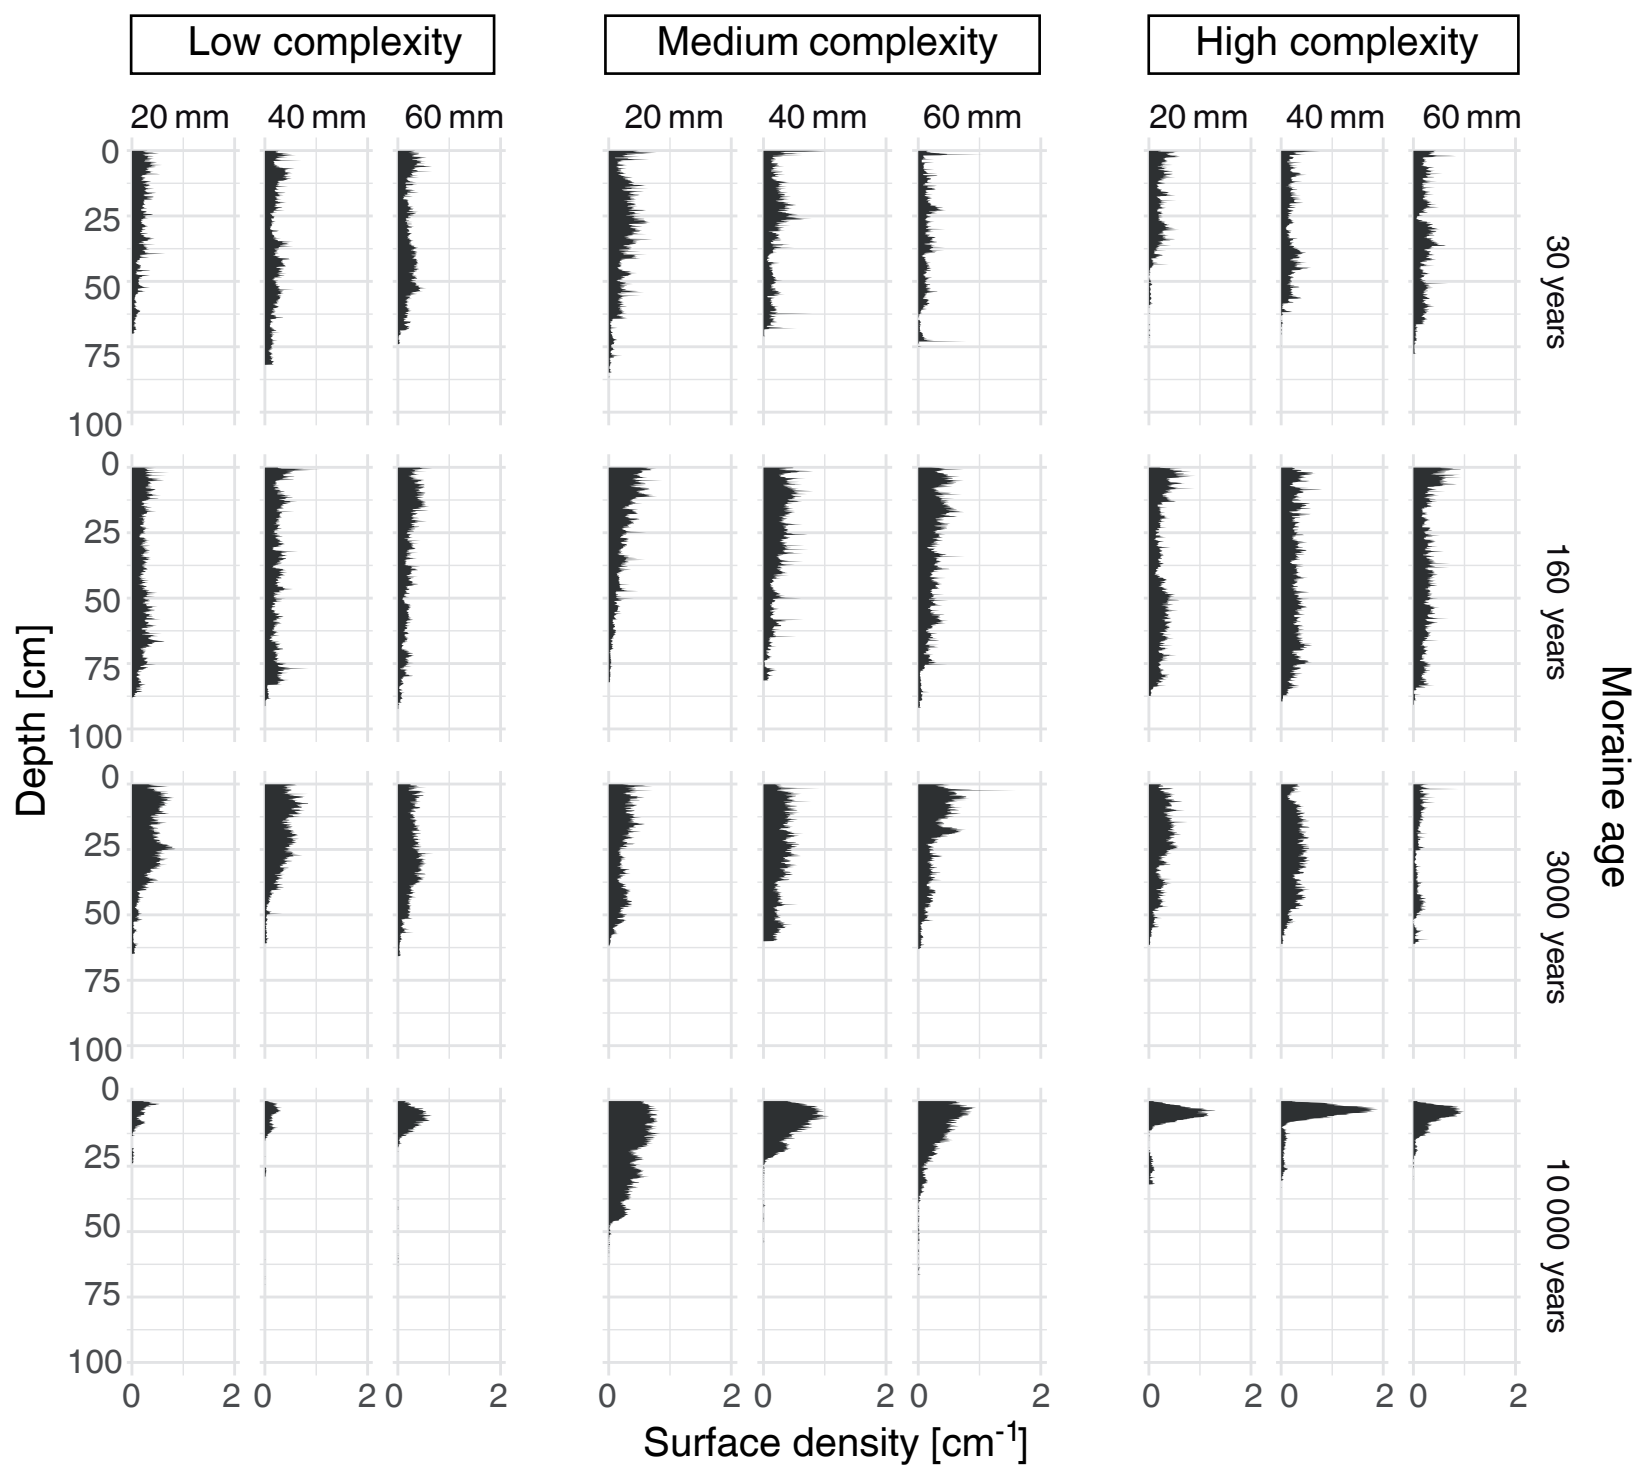 Low complexity Medium complexity High complexity
20 mm 40 mm 60 mm 20 mm 40 mm 60 mm 20 mm 40 mm 60 mm
0
25
50
75
100
30 years
0
25
50
75
100
160 years
0
25
50
75
100
3000 years
0
25
50
75
100
10 000 years
Depth [cm]
Moraine age
0 2 0 2 0 2 0 2 0 2 0 2 0 2 0 2 0 2
Surface density [cm-1]